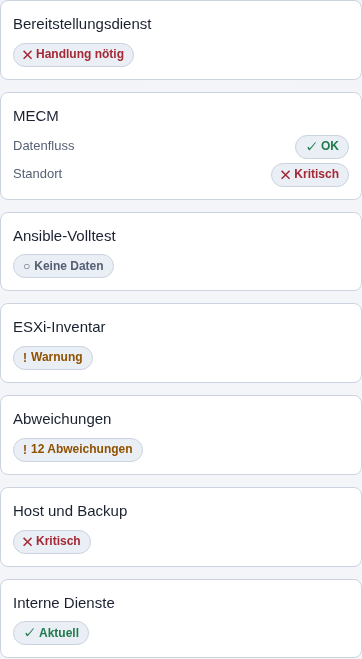 Bereitstellungsdienst
✕ Handlung nötig
MECM
Datenfluss ✓ OK
Standort ✕ Kritisch
Ansible-Volltest
○ Keine Daten
ESXi-Inventar
! Warnung
Abweichungen
! 12 Abweichungen
Host und Backup
✕ Kritisch
Interne Dienste
✓ Aktuell